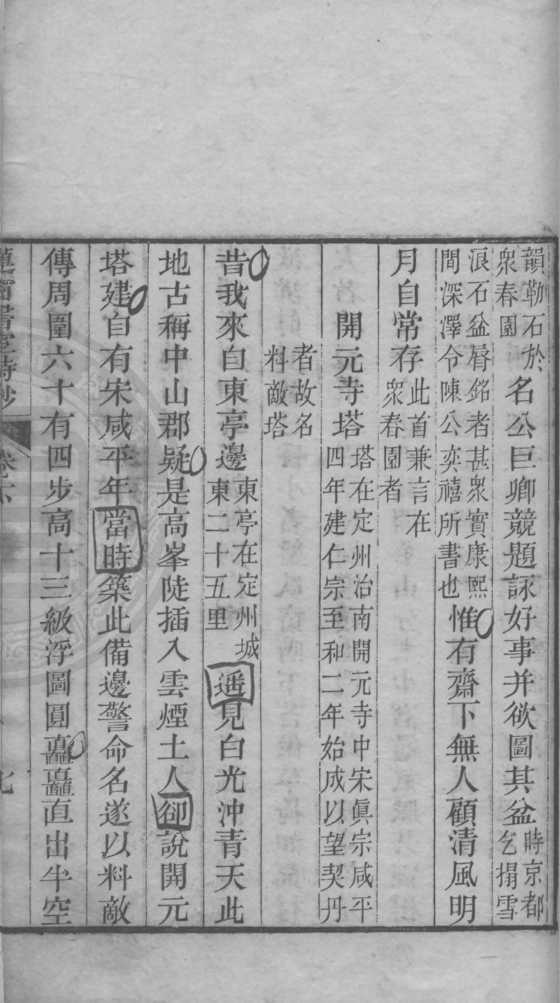 韻勒石於衆春園名公巨卿競題詠好事并欲圖其盆時京都乞搨雪
浪石盆脣銘者甚衆實康熙間深澤令陳公奕禧所書也惟有齋下無人顧清風明
月自常存此首兼言在衆春園者
開元寺塔塔在定州治南開元寺中宋眞宗咸平四年建仁宗至和二年始成以望契丹
者故名料敵塔
昔我來自東亭邊東亭在定州城東二十五里遥見白光沖青天此
地古稱中山郡疑是高峯陡插入雲煙土人卻說開元
塔建自有宋咸平年當時築此備邊警命名遂以料敵
傳周圍六十有四步高十三級浮圖圓矗矗直出半空